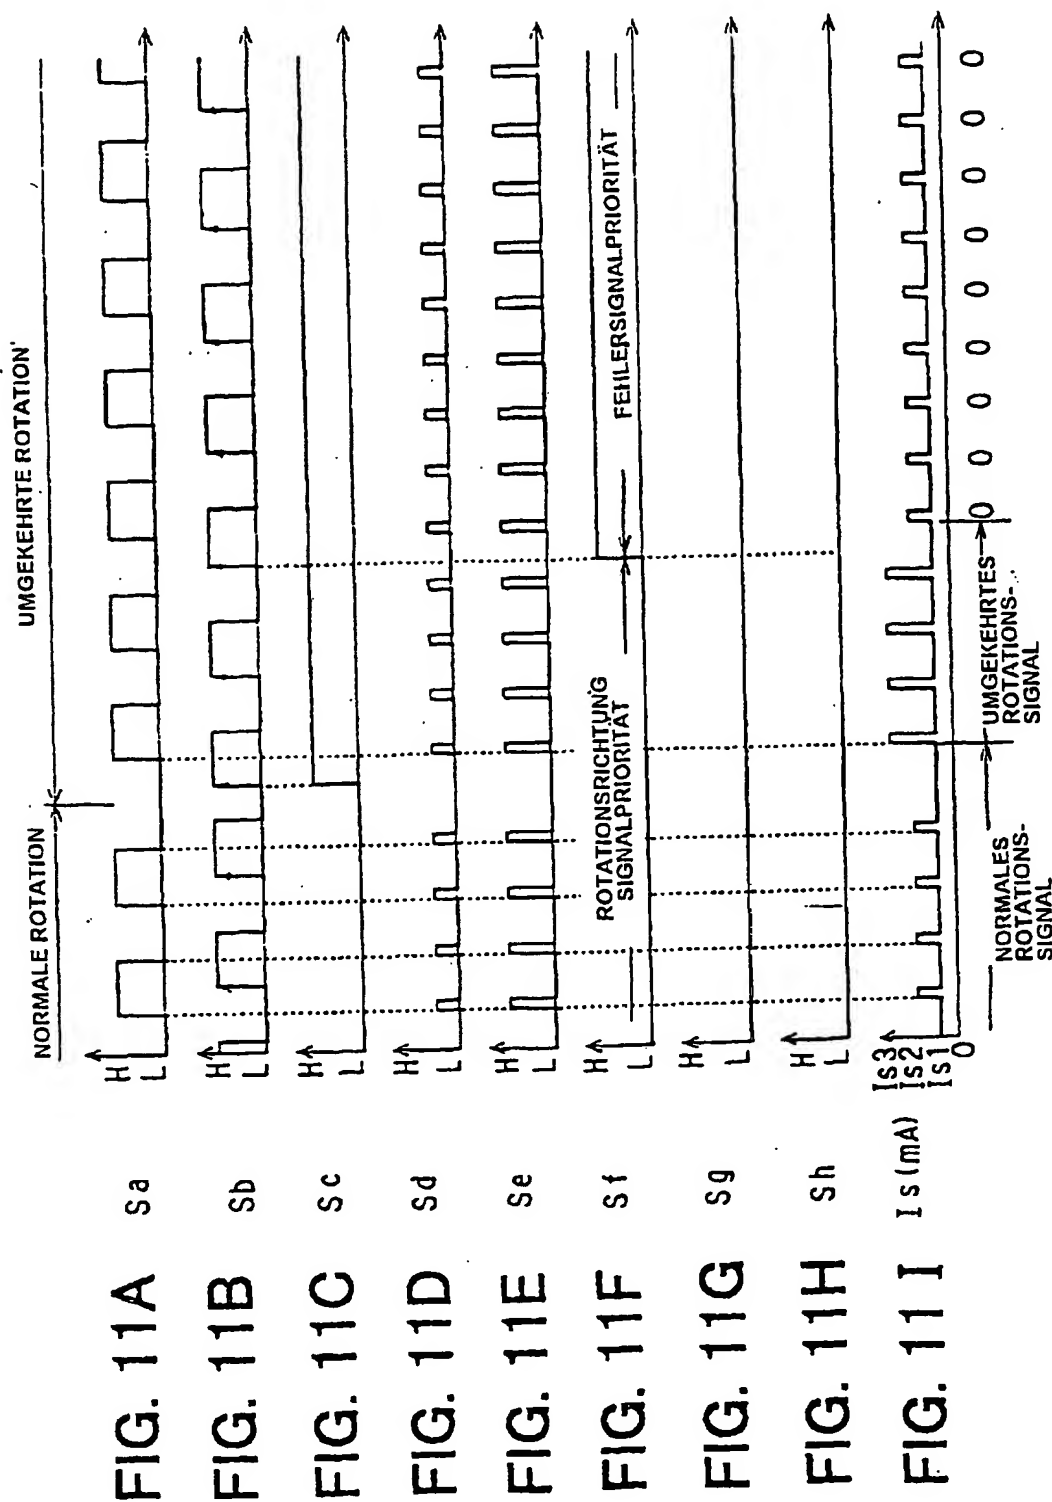 NORMALE ROTATION
UMGEKEHRTE ROTATION
FIG. 11A
Sa
H
L
FIG. 11B
Sb
H
L
FIG. 11C
Sc
H
L
FIG. 11D
Sd
H
L
FIG. 11E
Se
H
L
FIG. 11F
Sf
H
L
ROTATIONSRICHTUNG
SIGNALPRIORITÄT
FEHLERSIGNALPRIORITÄT
FIG. 11G
Sg
H
L
FIG. 11H
Sh
H
L
FIG. 11I
Is(mA)
Is3
Is2
Is1
O
NORMALES
ROTATIONS-
SIGNAL
UMGEKEHRTES
ROTATIONS-
SIGNAL
0 0 0 0 0 0 0 0 0